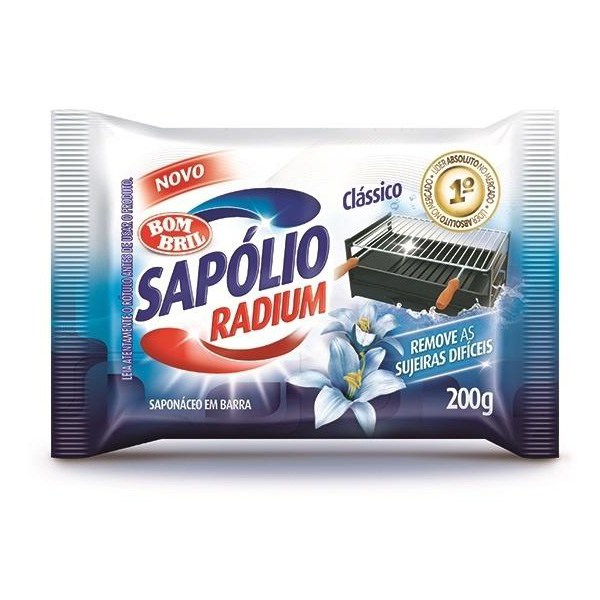 NOVO
BOM
BRIL
SAPÓLIO
RADIUM
SAPONÁCEO EM BARRA
LEIA ATENTAMENTE O RÓTULO ANTES DE USAR O PRODUTO.
Clássico
LÍDER ABSOLUTO NO MERCADO • LÍDER ABSOLUTO NO MERCADO •
1º
REMOVE AS
SUJEIRAS DIFÍCEIS
200g